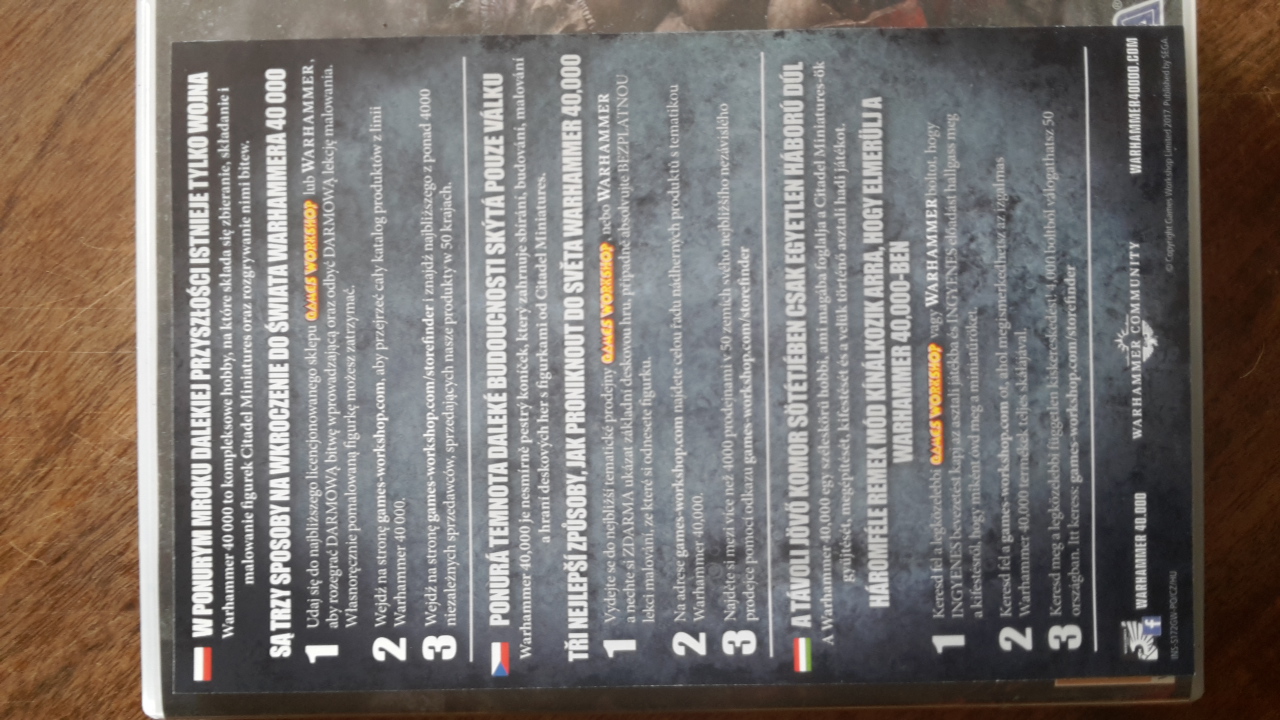 W PONURYM MROKU DALEKIEJ PRZYSZŁOŚCI ISTNIEJE TYLKO WOJNA
Warhammer 40 000 to kompleksowe hobby, na które składa się zbieranie, składanie i
malowanie figurek Citadel Miniatures oraz rozgrywanie nimi bitew.
SĄ TRZY SPOSOBY NA WKROCZENIE DO ŚWIATA WARHAMMERA 40 000
1 Udaj się do najbliższego licencjonowanego sklepu GAMES WORKSHOP lub WARHAMMER,
aby rozegrać DARMOWĄ bitwę wprowadzającą oraz odbyć DARMOWĄ lekcję malowania.
Własnoręcznie pomalowaną figurkę możesz zatrzymać.
2 Wejdź na stronę games-workshop.com, aby przejrzeć cały katalog produktów z linii
Warhammer 40 000.
3 Wejdź na stronę games-workshop.com/storefinder i znajdź najbliższego z ponad 4000
niezależnych sprzedawców, sprzedających nasze produkty w 50 krajach.
PONURÁ TEMNOTA DALEKÉ BUDOUCNOSTI SKÝTÁ POUZE VÁLKU
Warhammer 40,000 je nesmírně pestrý koníček, který zahrnuje sbírání, budování, malování
a hraní deskových her s figurkami od Citadel Miniatures.
TŘI NEJLEPŠÍ ZPŮSOBY, JAK PRONIKNOUT DO SVĚTA WARHAMMER 40,000
1 Vydejte se do nejbližší tematické prodejny GAMES WORKSHOP, nebo WARHAMMER
a nechte si ZDARMA ukázat základní deskovou hru, případně absolvujte BEZPLATNOU
lekci malování, ze které si odnesete figurku.
2 Na adrese games-workshop.com najdete celou řadu nádherných produktů s tematikou
Warhammer 40,000.
3 Najděte si mezi více než 4000 prodejnami v 50 zemích svého nejbližšího nezávislého
prodejce pomocí odkazu games-workshop.com/storefinder
A TÁVOLI JÖVŐ KOMOR SÖTÉTJÉBEN CSAK EGYETLEN HÁBORÚ DÚL
A Warhammer 40,000 egy széleskörű hobbi, ami magába foglalja a Citadel Miniatures-ök
gyűjtését, megépítését, kifestését és a velük történő asztali hadi játékot.
HÁROMFÉLE REMEK MÓD KÍNÁLKOZIK ARRA, HOGY ELMERÜLJ A
WARHAMMER 40,000-BEN
1 Keresd fel a legközelebbi GAMES WORKSHOP vagy WARHAMMER boltot, hogy
INGYENES bevezetést kapj az asztali játékba és INGYENES előadást hallgass meg
a kifestésről, hogy miként óvd meg a miniatűröket.
2 Keresd fel a games-workshop.com ot, ahol megismerkedhetsz az izgalmas
Warhammer 40,000 termékek teljes skálájával.
3 Keresd meg a legközelebbi független kiskereskedést! 4,000 boltból válogathatsz 50
országban. Itt keress: games-workshop.com/storefinder
WARHAMMER 40,000
WARHAMMER COMMUNITY
WARHAMMER40000.COM
INS-S172GW-PO/CZ/HU
© Copyright Games Workshop Limited 2017. Published by SEGA.